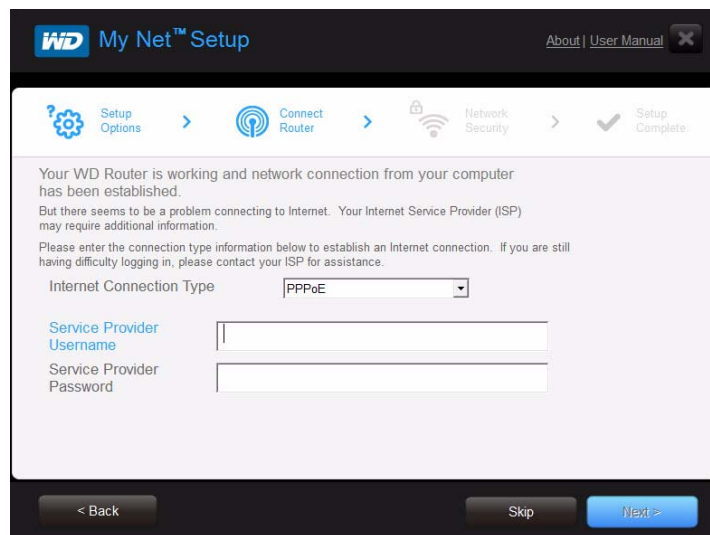 WD My Net™ Setup
About | User Manual
Setup Options > Connect Router > Network Security > Setup Complete
Your WD Router is working and network connection from your computer
has been established.
But there seems to be a problem connecting to Internet. Your Internet Service Provider (ISP)
may require additional information.
Please enter the connection type information below to establish an Internet connection. If you are still
having difficulty logging in, please contact your ISP for assistance.
Internet Connection Type PPPoE
Service Provider
Username
Service Provider
Password
< Back Skip Next >